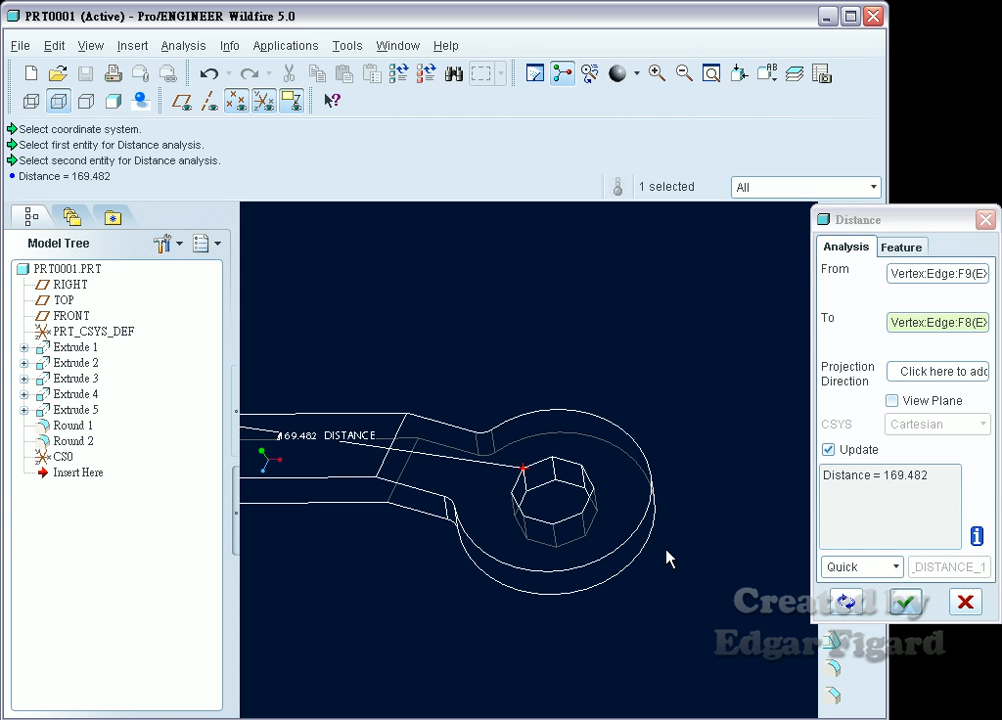 PRT0001 (Active) - Pro/ENGINEER Wildfire 5.0
File Edit View Insert Analysis Info Applications Tools Window Help
Select coordinate system.
Select first entity for Distance analysis.
Select second entity for Distance analysis.
Distance = 169.482
1 selected
All
Model Tree
PRT0001.PRT
RIGHT
TOP
FRONT
PRT_CSYS_DEF
Extrude 1
Extrude 2
Extrude 3
Extrude 4
Extrude 5
Round 1
Round 2
CS0
Insert Here
169.482 DISTANCE
Distance
Analysis Feature
From Vertex:Edge:F9(E
To Vertex:Edge:F8(E
Projection
Direction
Click here to add
View Plane
CSYS Cartesian
Update
Distance = 169.482
Quick _DISTANCE_1
Created by
Edgar Figard